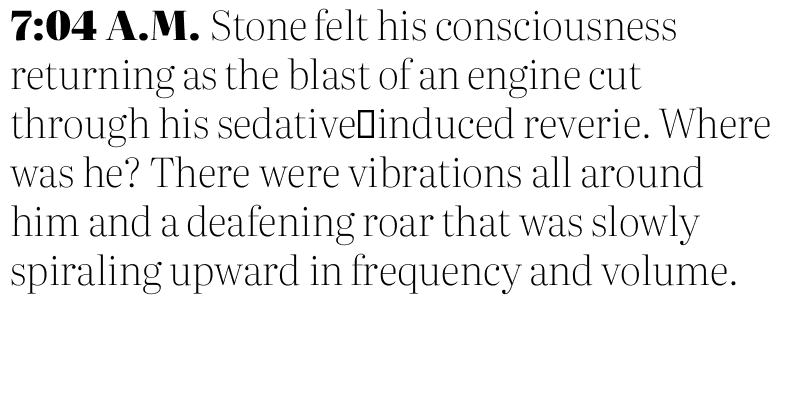 7:04 A.M. Stone felt his consciousness
returning as the blast of an engine cut
through his sedative▯induced reverie. Where
was he? There were vibrations all around
him and a deafening roar that was slowly
spiraling upward in frequency and volume.